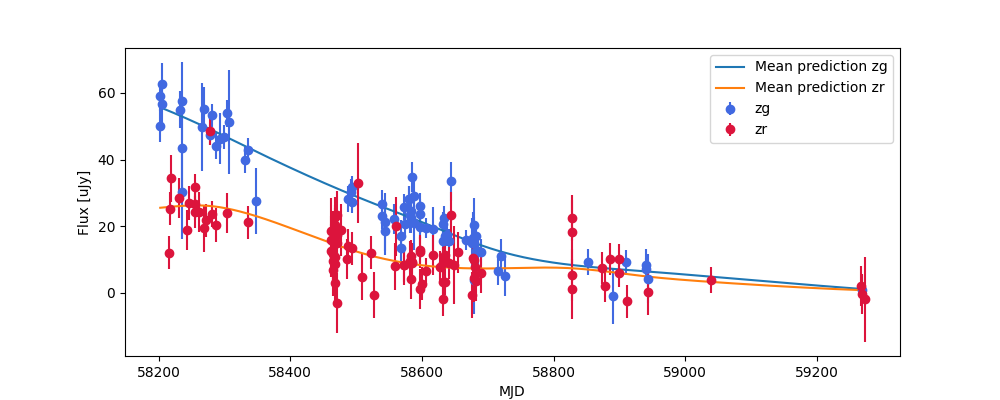 Flux [uJy]
60
40
20
0
58200
58400
58600
58800
59000
59200
MJD
Mean prediction zg
Mean prediction zr
zg
zr